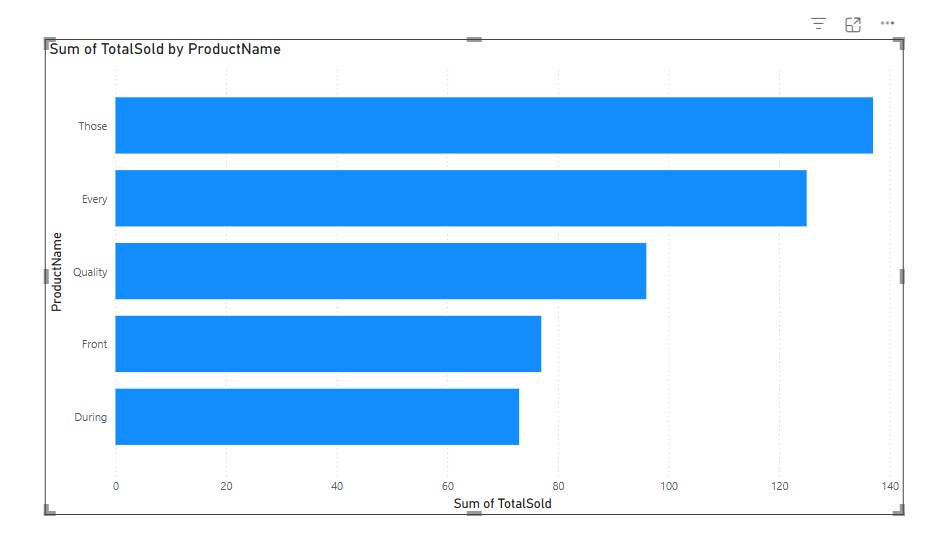 Sum of TotalSold by ProductName
ProductName
Those
Every
Quality
Front
During
0 20 40 60 80 100 120 140
Sum of TotalSold